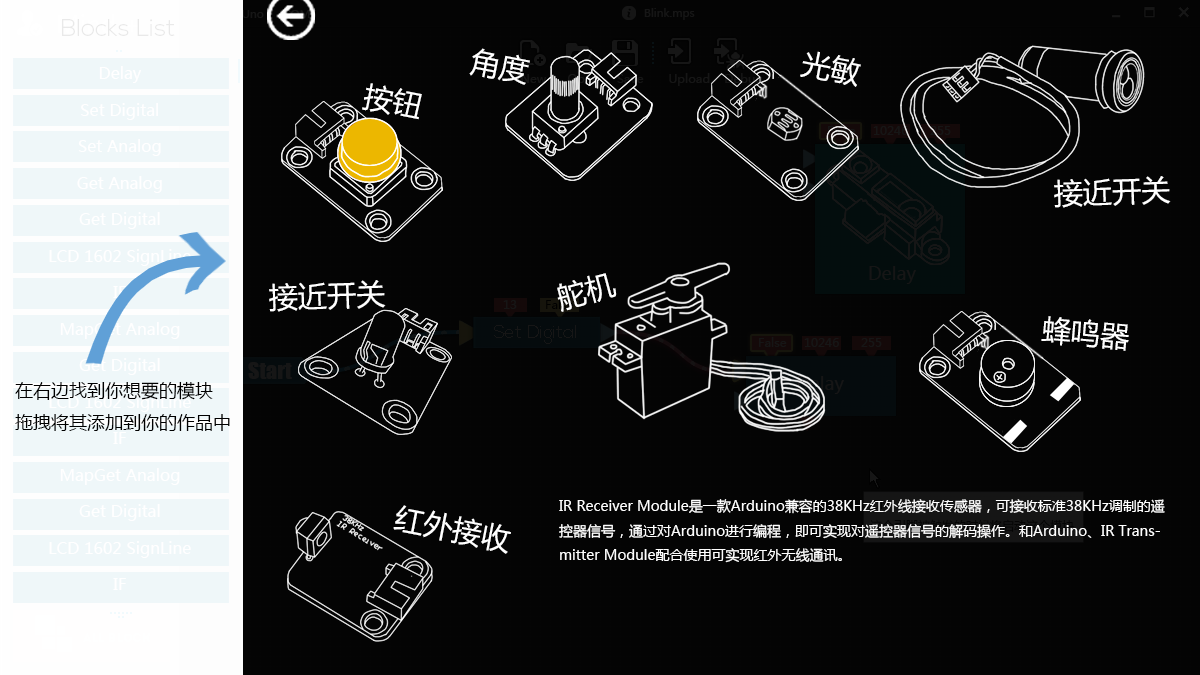 Blocks List
Delay
Set Digital
Set Analog
Get Analog
Get Digital
LCD 1602 SignLine
MapGet Analog
Get Digital
在右边找到你想要的模块
拖拽将其添加到你的作品中
IF
MapGet Analog
Get Digital
LCD 1602 SignLine
IF
Uno
Blink.mps
Upload
按钮
角度
光敏
接近开关
10246
Delay
接近开关
舵机
蜂鸣器
13
Set Digital
Start
False
10246
255
红外接收
38KHz
IR Receiver
IR Receiver Module是一款Arduino兼容的38KHz红外线接收传感器，可接收标准38KHz调制的遥
控器信号，通过对Arduino进行编程，即可实现对遥控器信号的解码操作。和Arduino、IR Trans-
mitter Module配合使用可实现红外无线通讯。